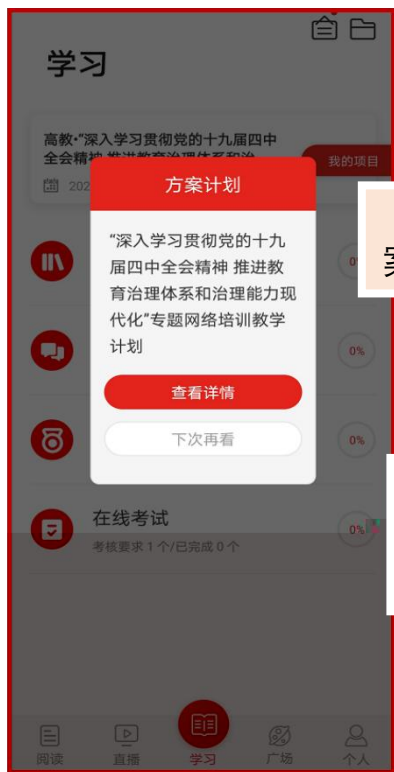 学习
高教·“深入学习贯彻党的十九届四中
全会精神 推进教育治理体系和治
我的项目
202
方案计划
“深入学习贯彻党的十九
届四中全会精神 推进教
育治理体系和治理能力现
代化”专题网络培训教学
计划
查看详情
下次再看
0%
0%
0%
在线考试
考核要求 1 个/已完成 0 个
0%
阅读
直播
学习
广场
个人